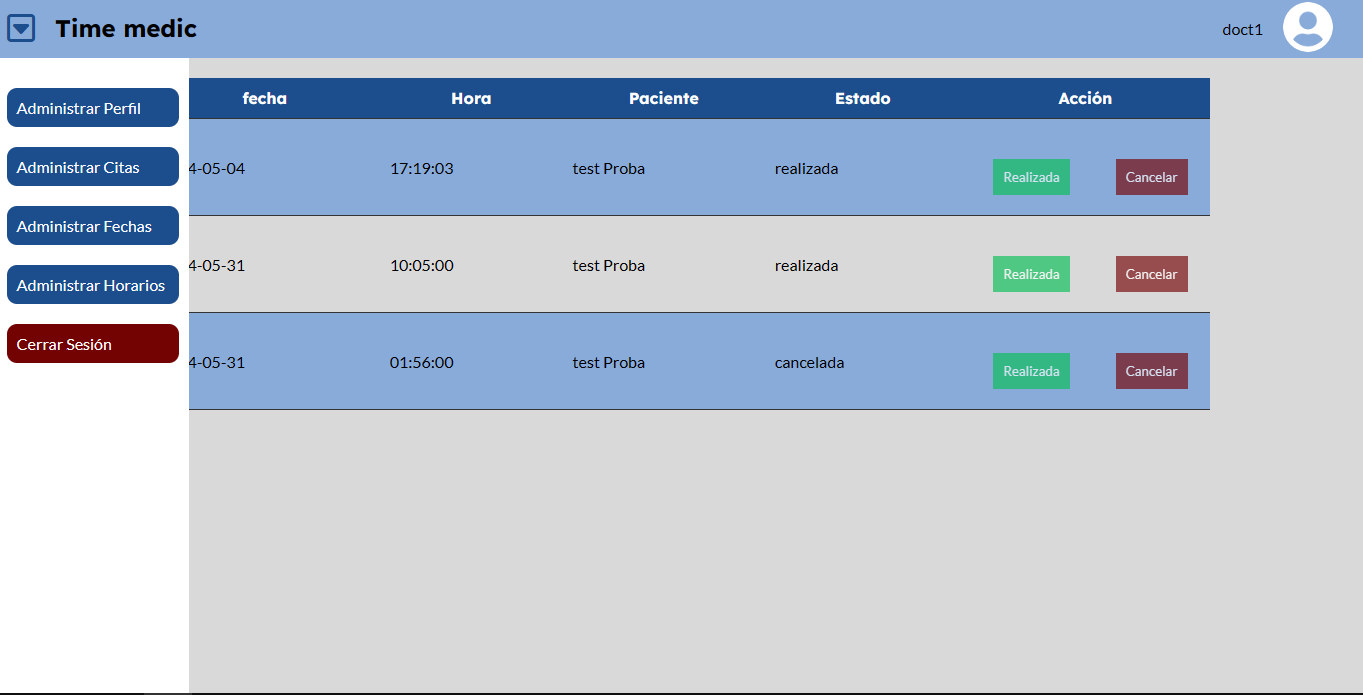 Time medic
doct1
Administrar Perfil
Administrar Citas
Administrar Fechas
Administrar Horarios
Cerrar Sesión
fecha Hora Paciente Estado Acción
4-05-04 17:19:03 test Proba realizada Realizada Cancelar
4-05-31 10:05:00 test Proba realizada Realizada Cancelar
4-05-31 01:56:00 test Proba cancelada Realizada Cancelar